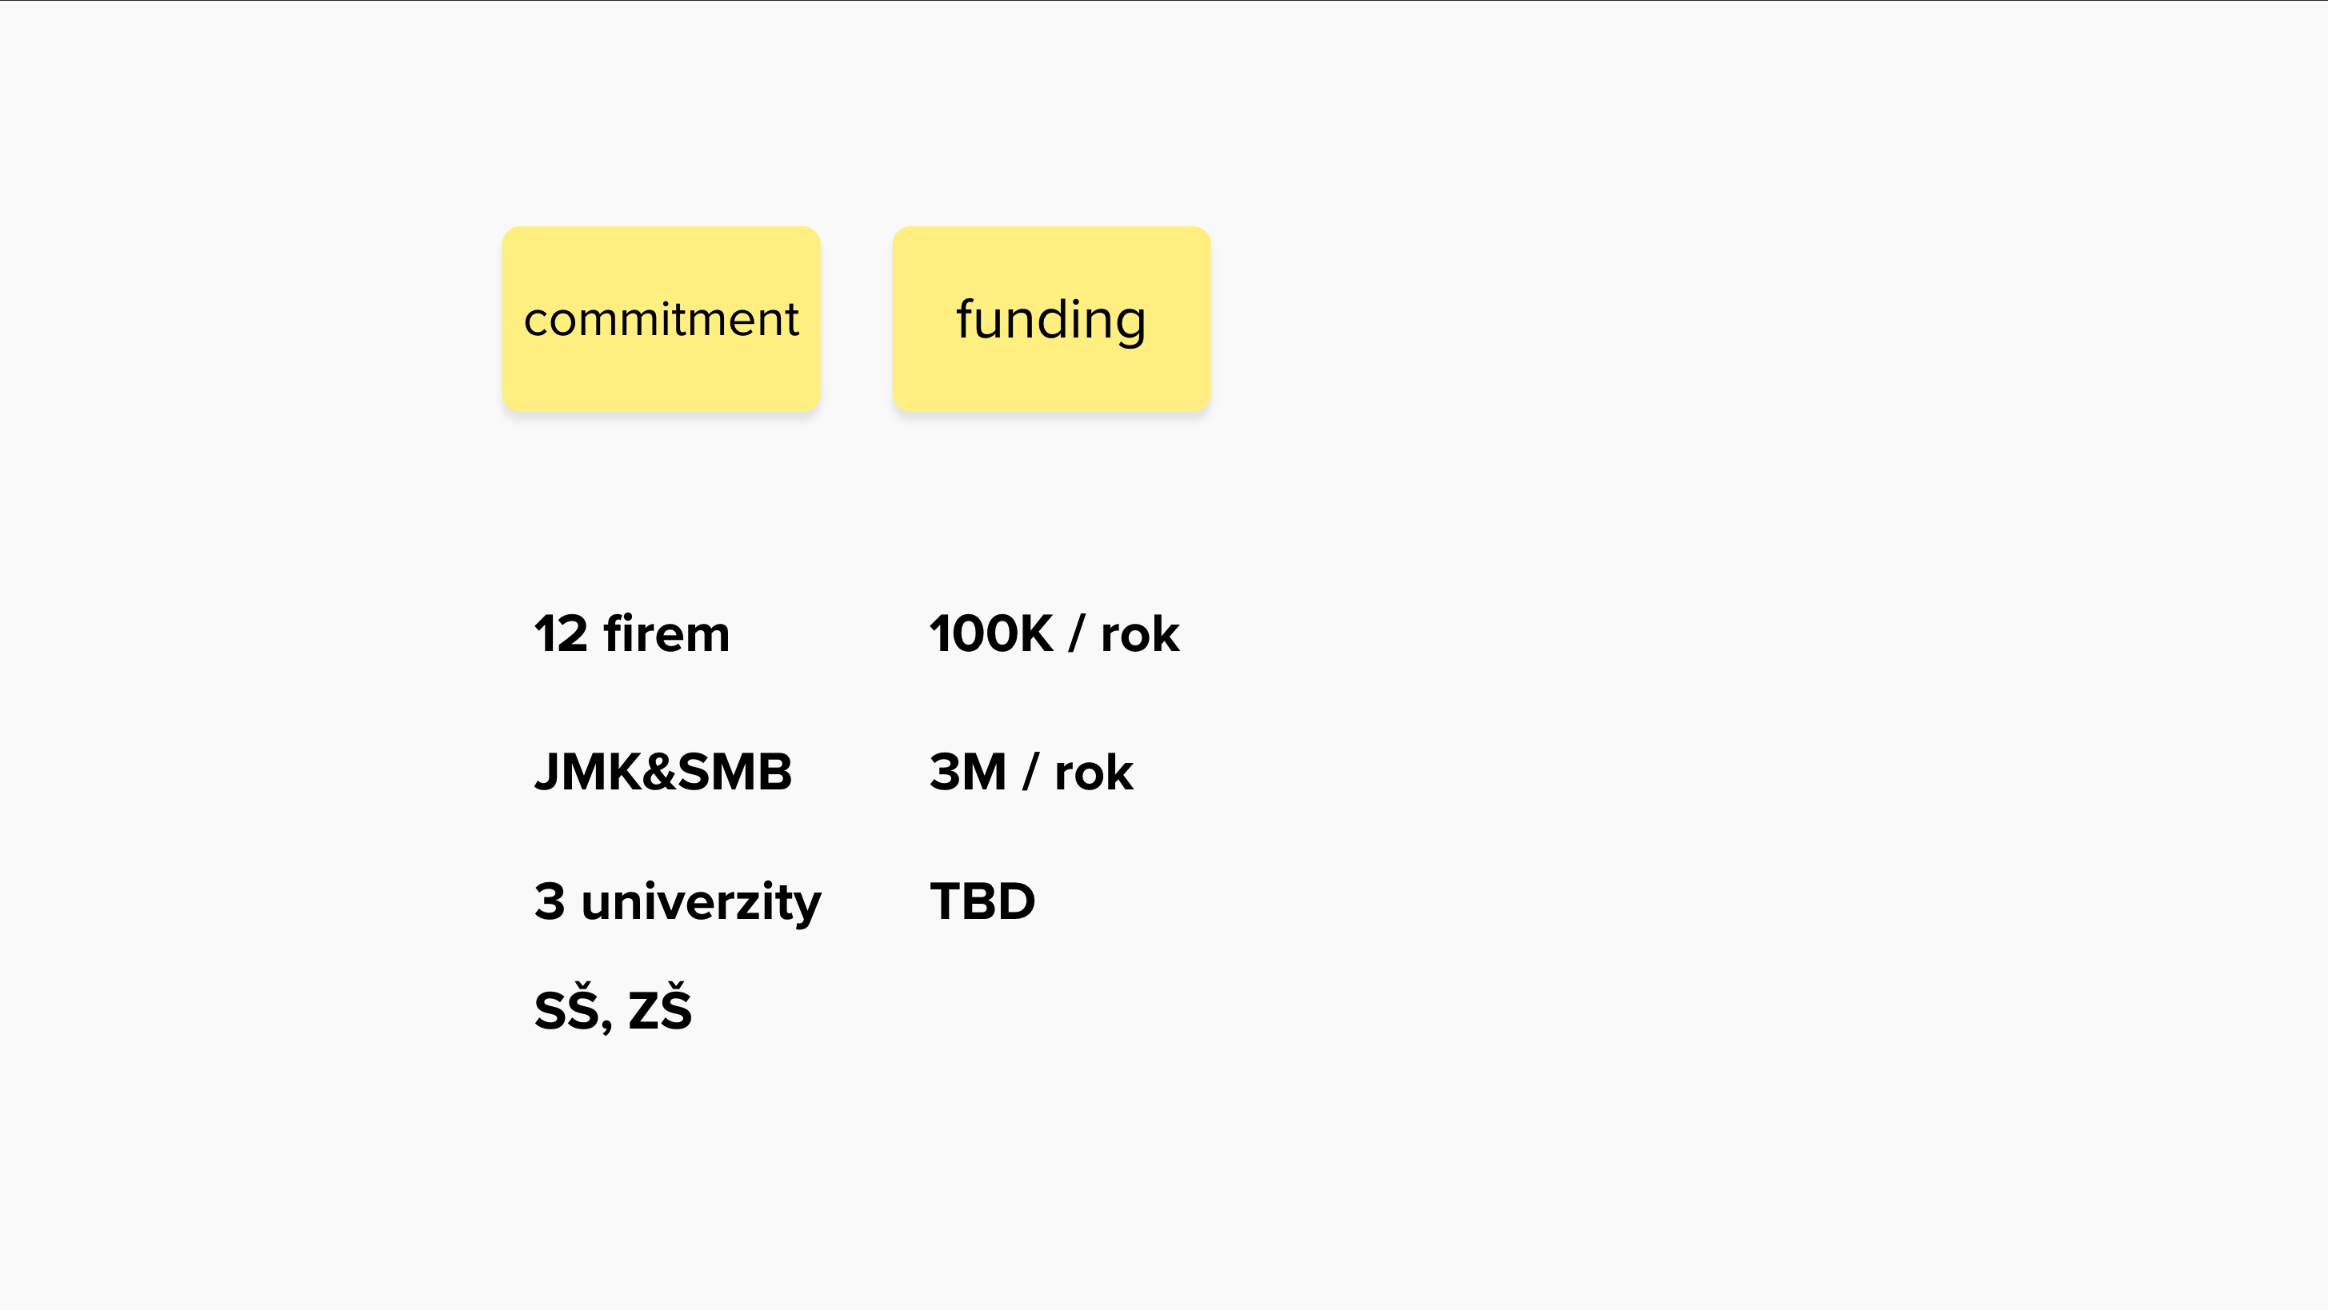 commitment funding
12 firem 100K / rok
JMK&SMB 3M / rok
3 univerzity TBD
SŠ, ZŠ